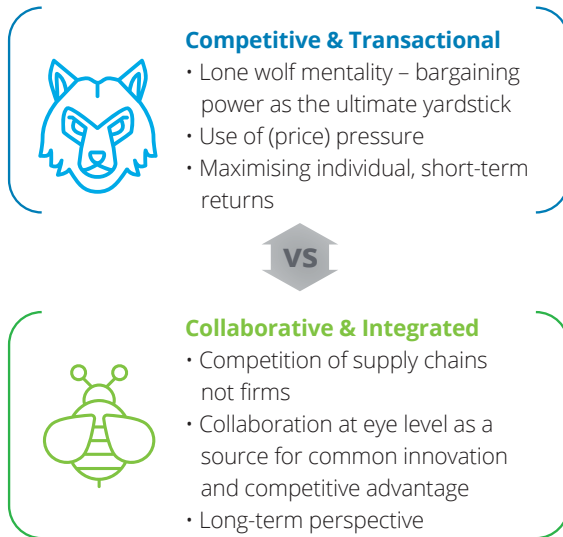 Competitive & Transactional
• Lone wolf mentality – bargaining
power as the ultimate yardstick
• Use of (price) pressure
• Maximising individual, short-term
returns
VS
Collaborative & Integrated
• Competition of supply chains
not firms
• Collaboration at eye level as a
source for common innovation
and competitive advantage
• Long-term perspective